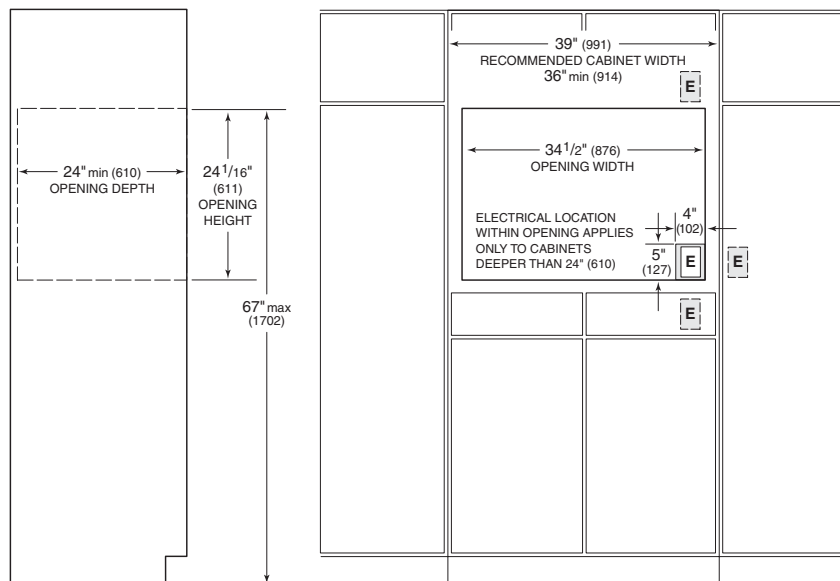 24" min (610)
OPENING DEPTH
24 1/16"
(611)
OPENING
HEIGHT
67" max
(1702)
39" (991)
RECOMMENDED CABINET WIDTH
36" min (914)
E
34 1/2" (876)
OPENING WIDTH
ELECTRICAL LOCATION
WITHIN OPENING APPLIES
ONLY TO CABINETS
DEEPER THAN 24" (610)
4"
(102)
5"
(127)
E
E
E